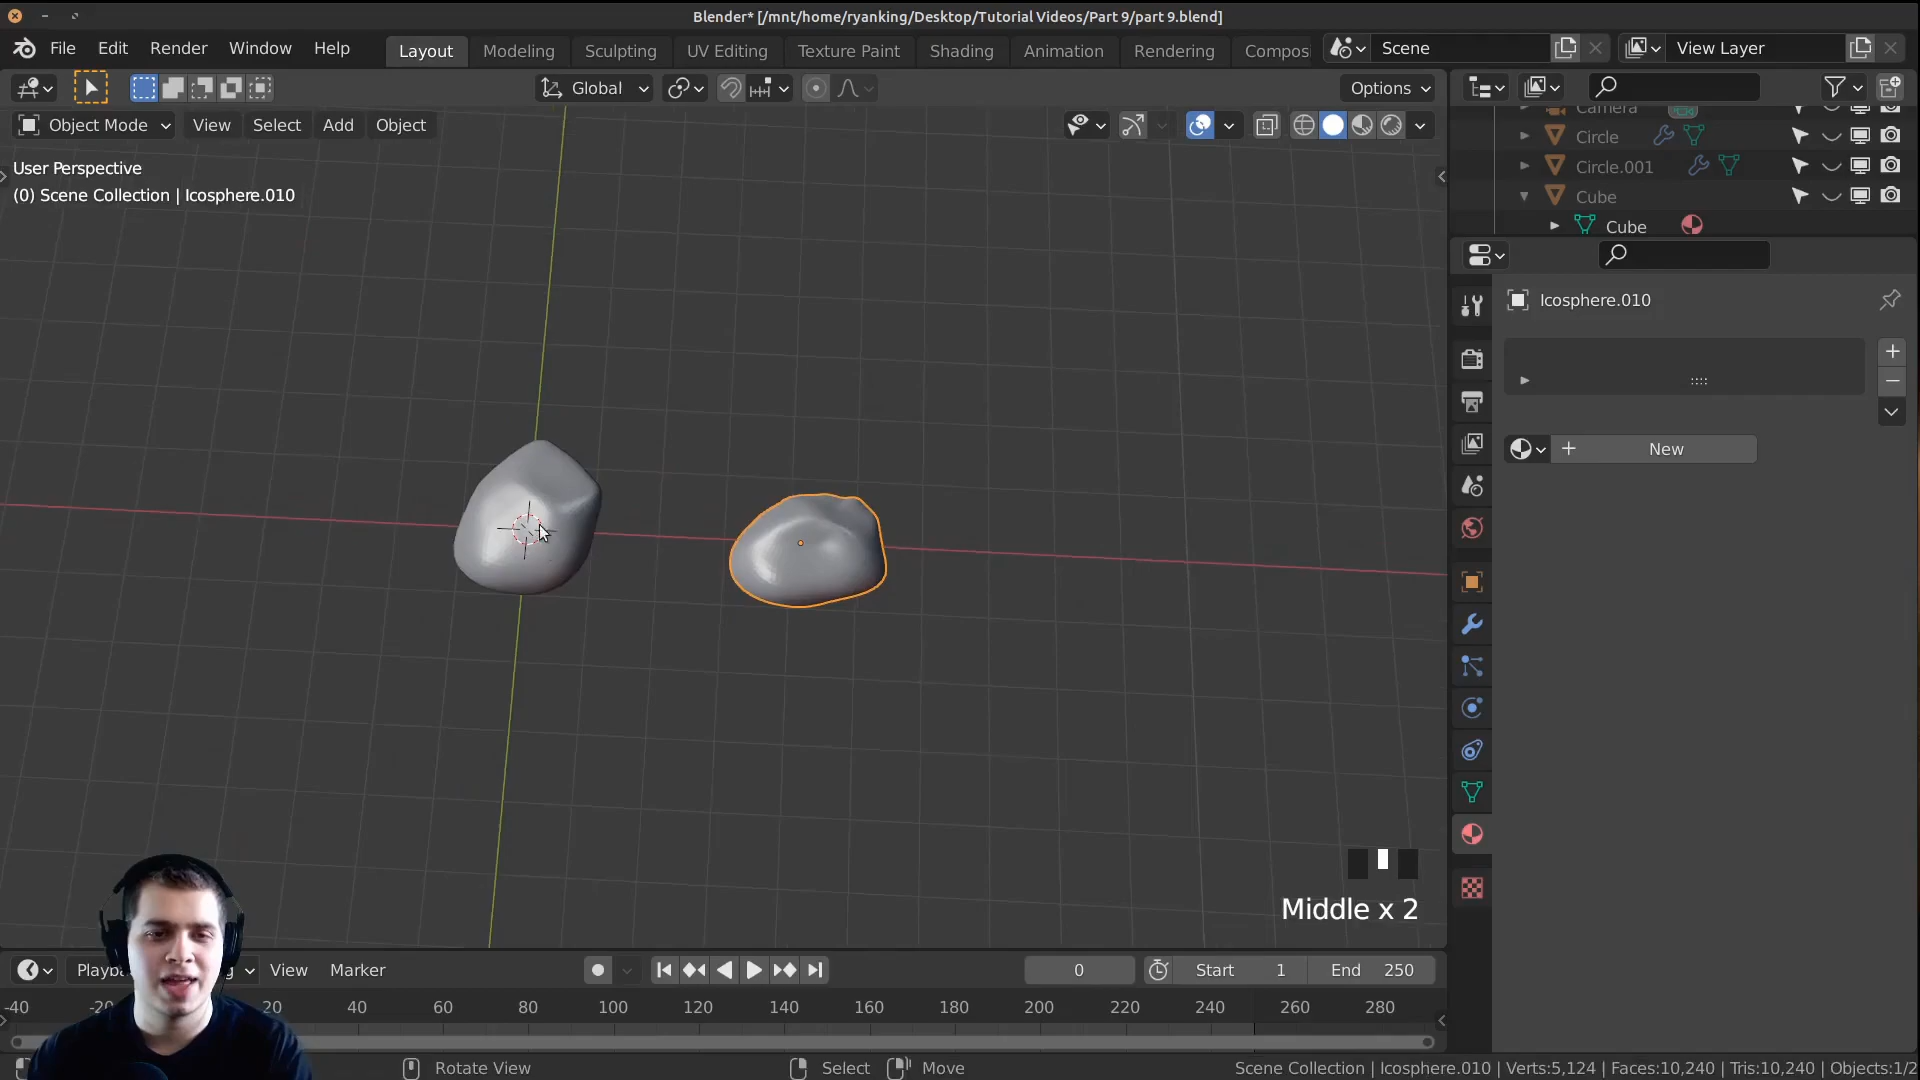 Blender* [/mnt/home/ryanking/Desktop/Tutorial Videos/Part 9/part 9.blend]
File Edit Render Window Help Layout Modeling Sculpting UV Editing Texture Paint Shading Animation Rendering Compos Scene View Layer
Global Options
Object Mode View Select Add Object
User Perspective
(0) Scene Collection | Icosphere.010
Camera
Circle
Circle.001
Cube
Cube
Icosphere.010
New
Middle x 2
View Marker 0 Start 1 End 250
-40 20 40 60 80 100 120 140 160 180 200 220 240 260 280
Rotate View Select Move Scene Collection | Icosphere.010 | Verts:5,124 | Faces:10,240 | Tris:10,240 | Objects:1/2